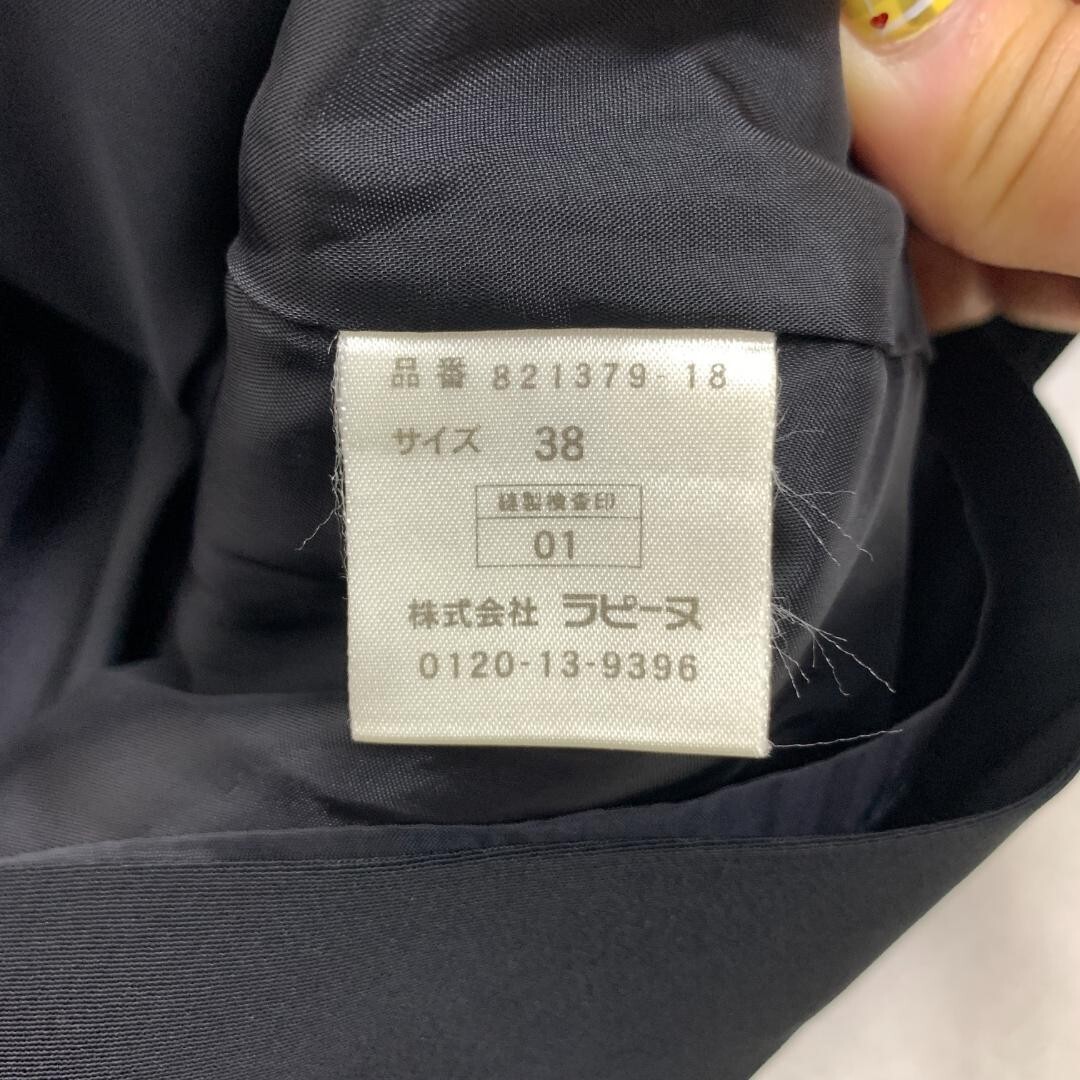 品番 821379-18
サイズ 38
縫製検査印
01
株式会社 ラピーヌ
0120-13-9396